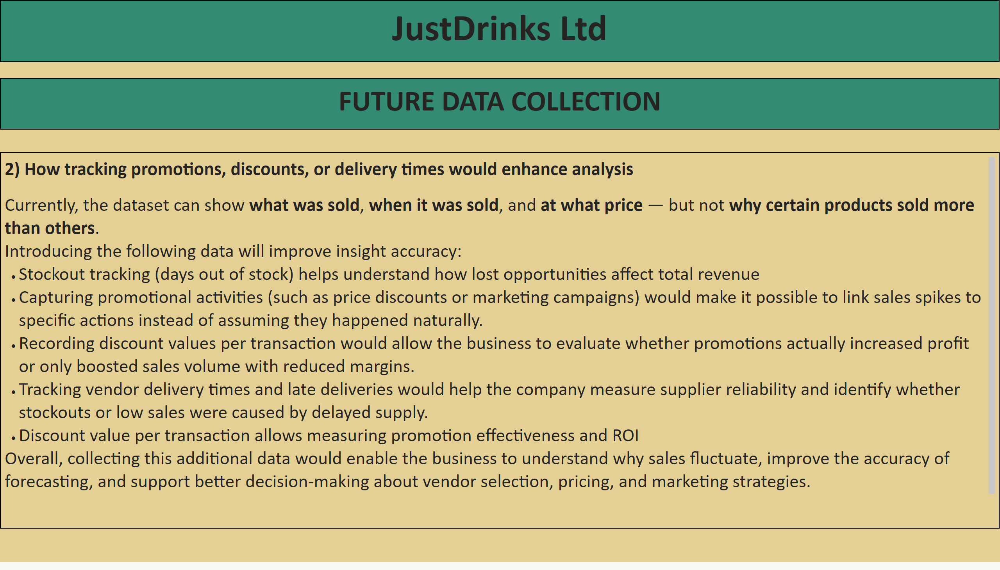 JustDrinks Ltd
FUTURE DATA COLLECTION
2) How tracking promotions, discounts, or delivery times would enhance analysis
Currently, the dataset can show what was sold, when it was sold, and at what price — but not why certain products sold more
than others.
Introducing the following data will improve insight accuracy:
• Stockout tracking (days out of stock) helps understand how lost opportunities affect total revenue
• Capturing promotional activities (such as price discounts or marketing campaigns) would make it possible to link sales spikes to
specific actions instead of assuming they happened naturally.
• Recording discount values per transaction would allow the business to evaluate whether promotions actually increased profit
or only boosted sales volume with reduced margins.
• Tracking vendor delivery times and late deliveries would help the company measure supplier reliability and identify whether
stockouts or low sales were caused by delayed supply.
• Discount value per transaction allows measuring promotion effectiveness and ROI
Overall, collecting this additional data would enable the business to understand why sales fluctuate, improve the accuracy of
forecasting, and support better decision-making about vendor selection, pricing, and marketing strategies.